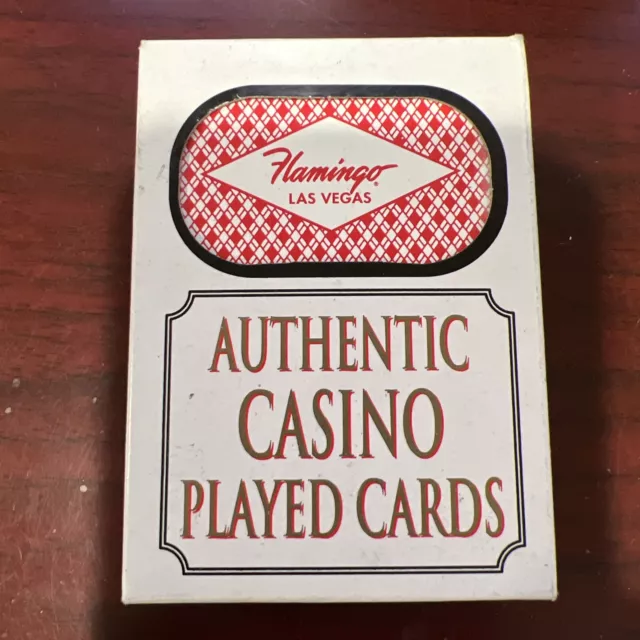 Flamingo®
LAS VEGAS
AUTHENTIC
CASINO
PLAYED CARDS